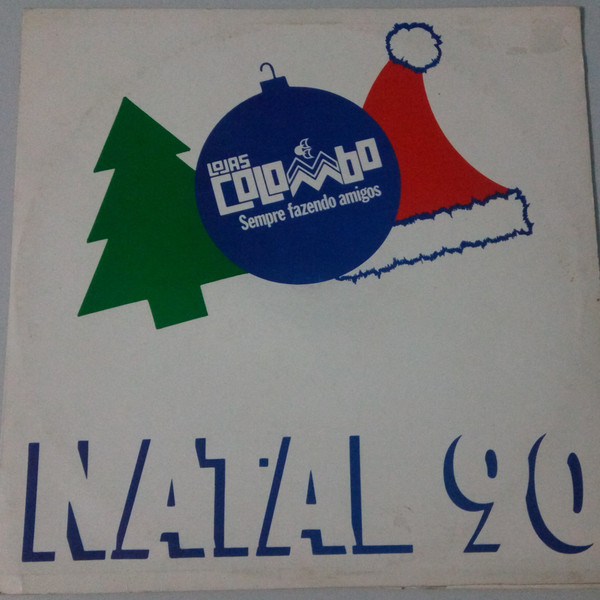 LOJAS
COLOMBO
Sempre fazendo amigos
NATAL 90